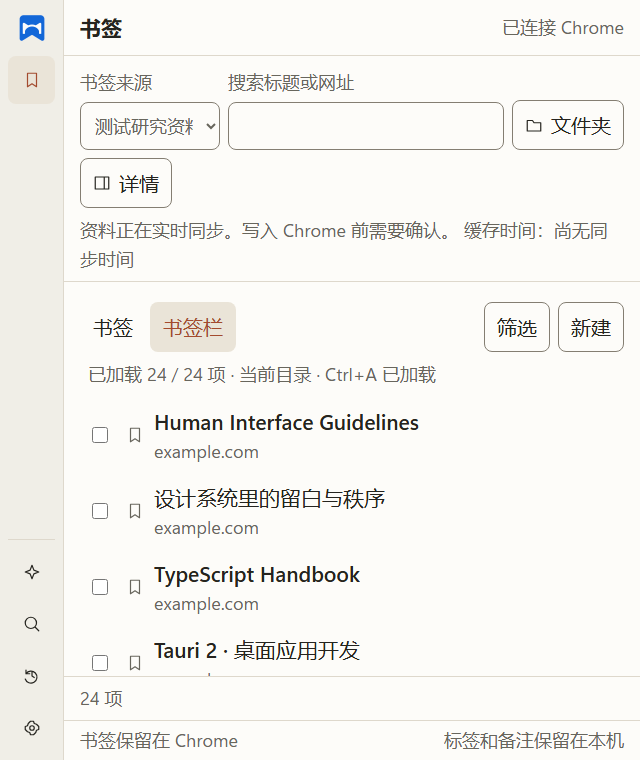 书签
已连接 Chrome
书签来源
搜索标题或网址
测试研究资料
文件夹
详情
资料正在实时同步。写入 Chrome 前需要确认。 缓存时间：尚无同
步时间
书签
书签栏
筛选
新建
已加载 24 / 24 项 · 当前目录 · Ctrl+A 已加载
Human Interface Guidelines
example.com
设计系统里的留白与秩序
example.com
TypeScript Handbook
example.com
Tauri 2 · 桌面应用开发
24 项
书签保留在 Chrome
标签和备注保留在本机